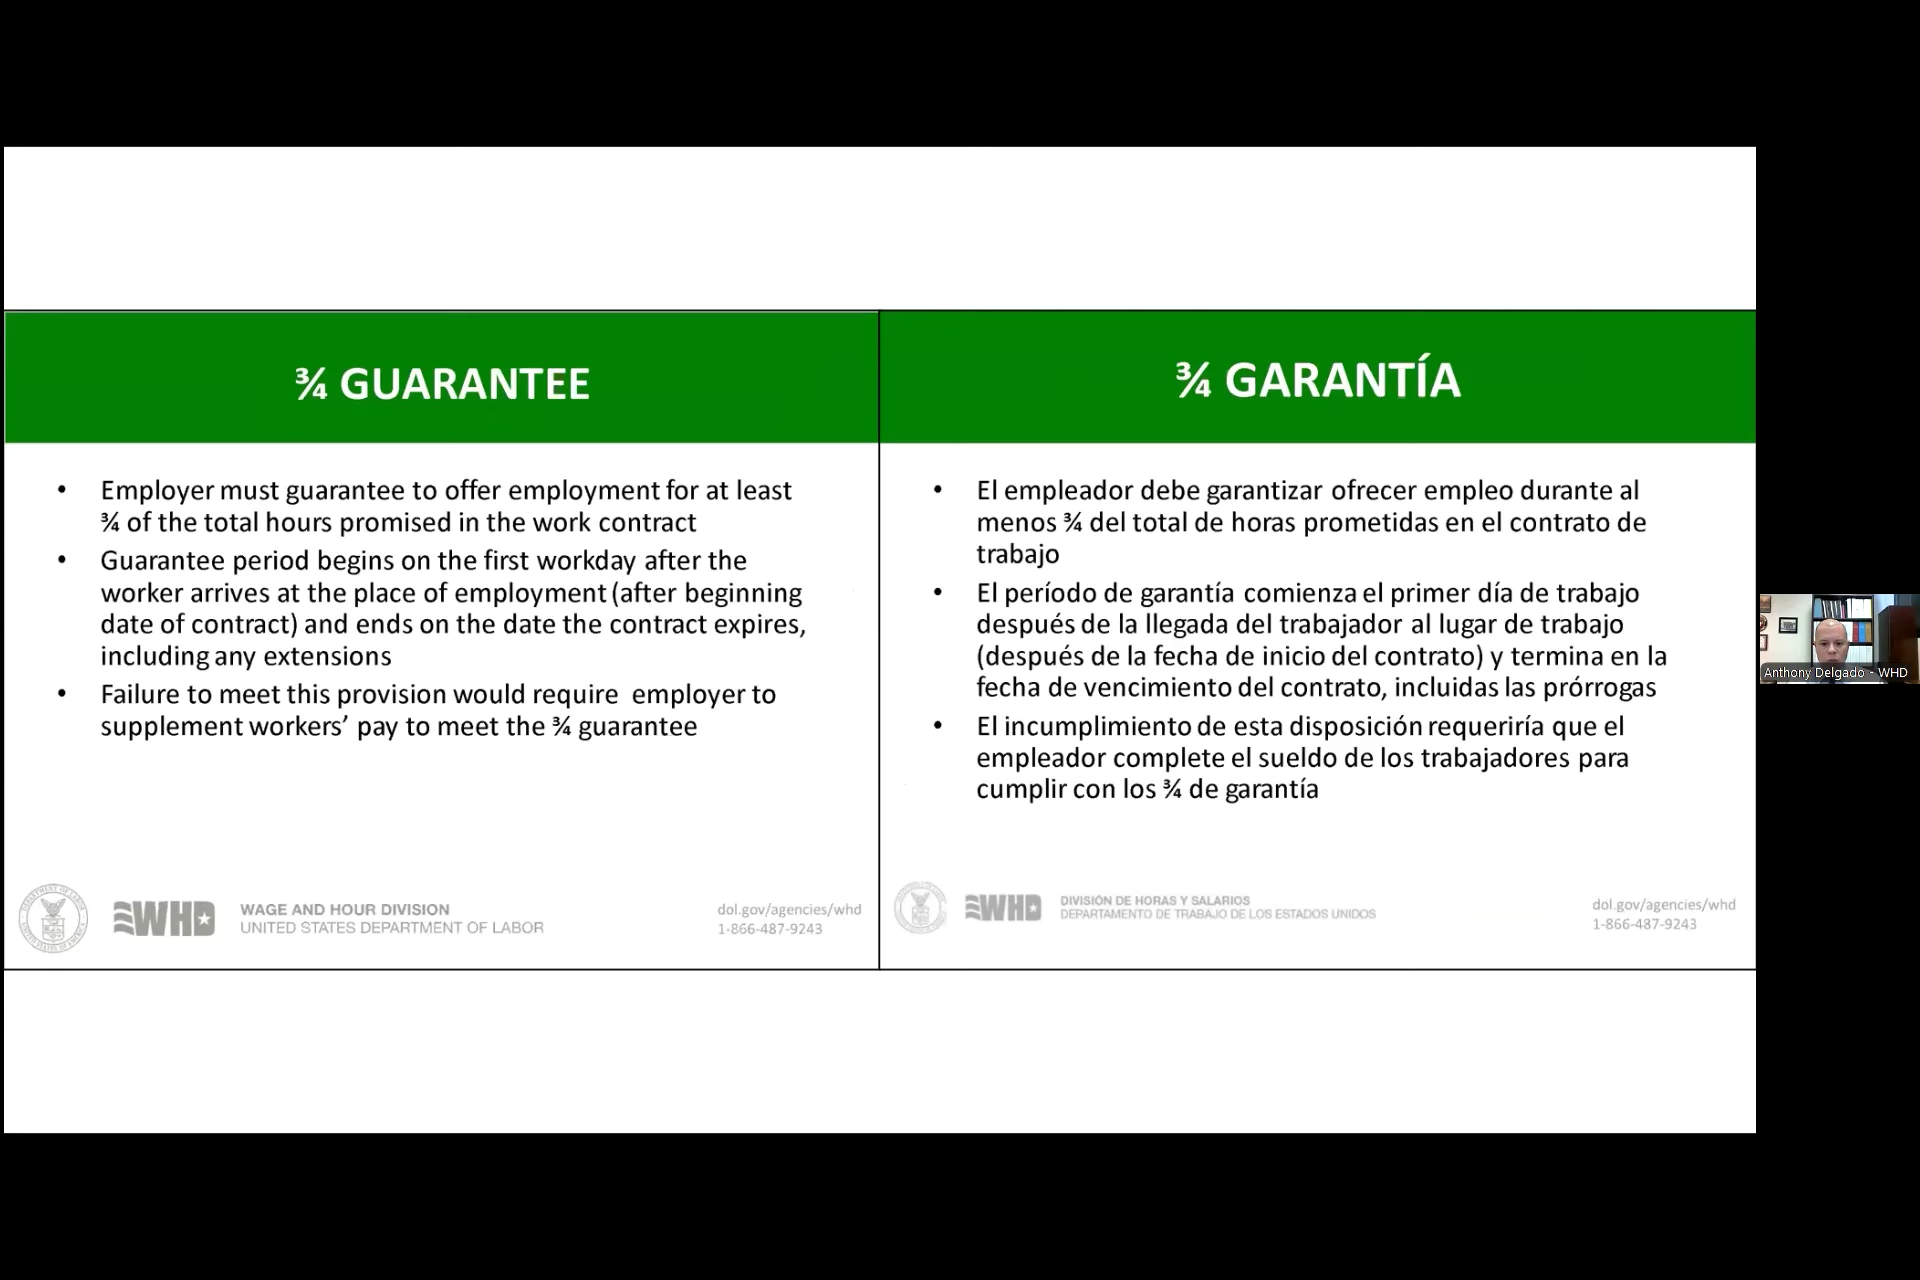 ¾ GUARANTEE
• Employer must guarantee to offer employment for at least
¾ of the total hours promised in the work contract
• Guarantee period begins on the first workday after the
worker arrives at the place of employment (after beginning
date of contract) and ends on the date the contract expires,
including any extensions
• Failure to meet this provision would require employer to
supplement workers’ pay to meet the ¾ guarantee
WHD
WAGE AND HOUR DIVISION
UNITED STATES DEPARTMENT OF LABOR
dol.gov/agencies/whd
1-866-487-9243
¾ GARANTÍA
• El empleador debe garantizar ofrecer empleo durante al
menos ¾ del total de horas prometidas en el contrato de
trabajo
• El período de garantía comienza el primer día de trabajo
después de la llegada del trabajador al lugar de trabajo
(después de la fecha de inicio del contrato) y termina en la
fecha de vencimiento del contrato, incluidas las prórrogas
• El incumplimiento de esta disposición requeriría que el
empleador complete el sueldo de los trabajadores para
cumplir con los ¾ de garantía
WHD
DIVISIÓN DE HORAS Y SALARIOS
DEPARTAMENTO DE TRABAJO DE LOS ESTADOS UNIDOS
dol.gov/agencies/whd
1-866-487-9243
Anthony Delgado - WHD